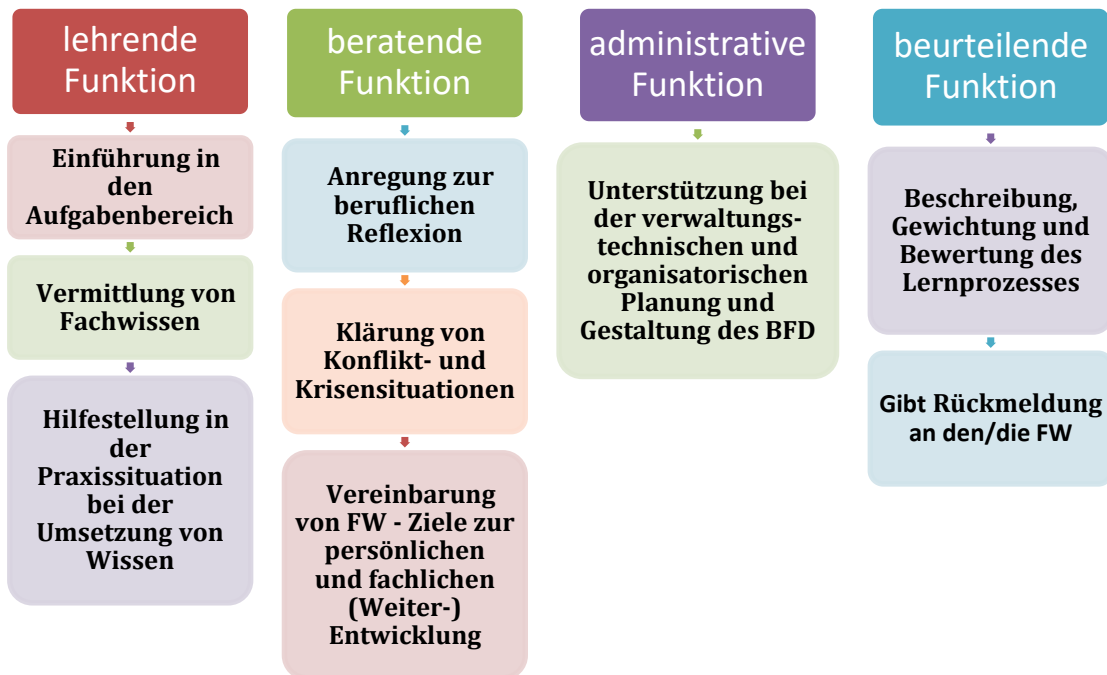 lehrende
Funktion
Einführung in
den
Aufgabenbereich
Vermittlung von
Fachwissen
Hilfestellung in
der
Praxissituation
bei der
Umsetzung von
Wissen
beratende
Funktion
Anregung zur
beruflichen
Reflexion
Klärung von
Konflikt- und
Krisensituationen
Vereinbarung
von FW - Ziele zur
persönlichen
und fachlichen
(Weiter-)
Entwicklung
administrative
Funktion
Unterstützung bei
der verwaltungs-
technischen und
organisatorischen
Planung und
Gestaltung des BFD
beurteilende
Funktion
Beschreibung,
Gewichtung und
Bewertung des
Lernprozesses
Gibt Rückmeldung
an den/die FW